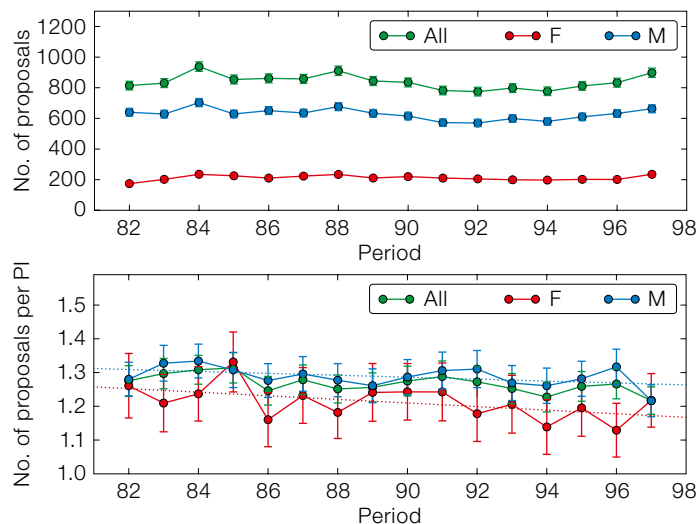 1300
1200
1000
800
600
400
200
0
No. of proposals
All F M
82 84 86 88 90 92 94 96 98
Period
1.5
1.4
1.3
1.2
1.1
1.0
No. of proposals per PI
All F M
82 84 86 88 90 92 94 96 98
Period